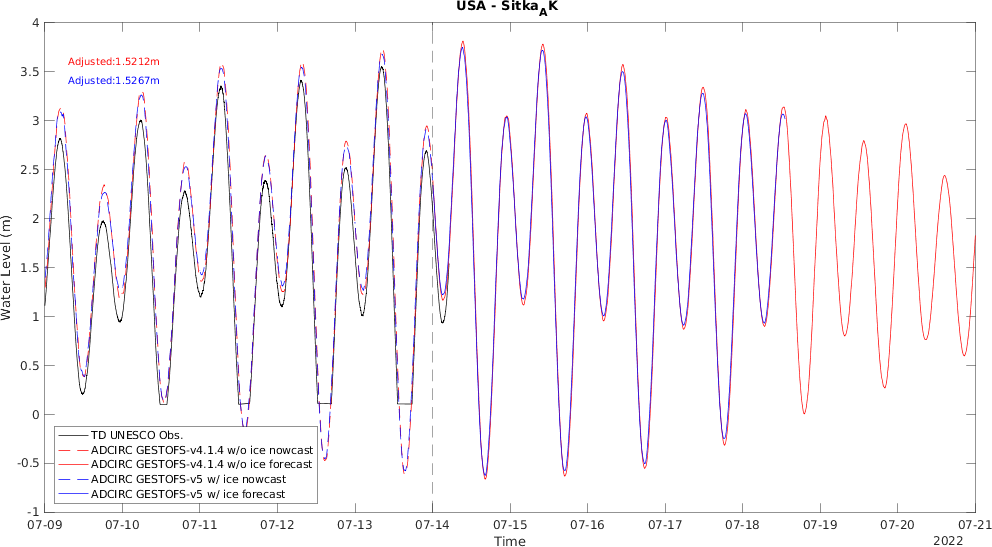 USA - Sitka_AK
4
3.5
3
2.5
2
1.5
1
0.5
0
-0.5
-1
Water Level (m)
Adjusted:1.5212m
Adjusted:1.5267m
TD UNESCO Obs.
ADCIRC GESTOFS-v4.1.4 w/o ice nowcast
ADCIRC GESTOFS-v4.1.4 w/o ice forecast
ADCIRC GESTOFS-v5 w/ ice nowcast
ADCIRC GESTOFS-v5 w/ ice forecast
07-09 07-10 07-11 07-12 07-13 07-14 07-15 07-16 07-17 07-18 07-19 07-20 07-21
Time
2022